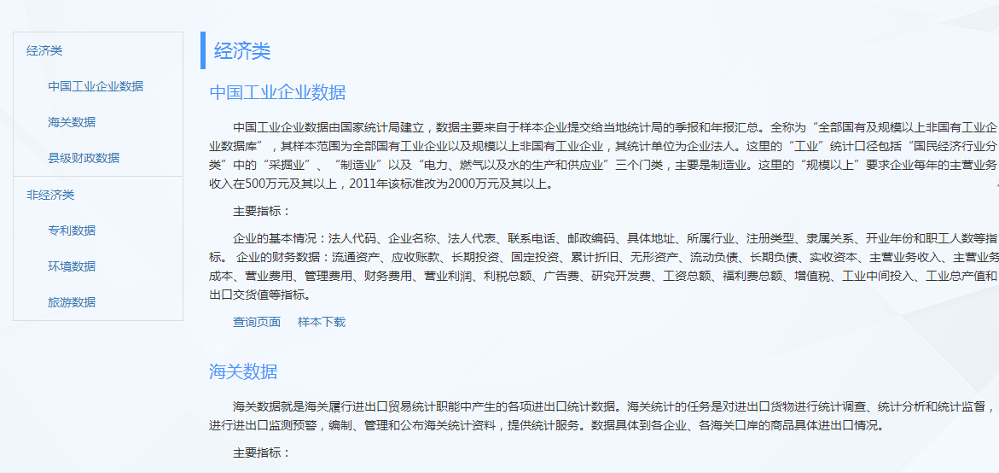 经济类
中国工业企业数据
海关数据
县级财政数据
非经济类
专利数据
环境数据
旅游数据
经济类
中国工业企业数据
中国工业企业数据由国家统计局建立，数据主要来自于样本企业提交给当地统计局的季报和年报汇总。全称为“全部国有及规模以上非国有工业企
业数据库”，其样本范围为全部国有工业企业以及规模以上非国有工业企业，其统计单位为企业法人。这里的“工业”统计口径包括“国民经济行业分
类”中的“采掘业”、“制造业”以及“电力、燃气以及水的生产和供应业”三个门类，主要是制造业。这里的“规模以上”要求企业每年的主营业务
收入在500万元及其以上，2011年该标准改为2000万元及其以上。
主要指标：
企业的基本情况：法人代码、企业名称、法人代表、联系电话、邮政编码、具体地址、所属行业、注册类型、隶属关系、开业年份和职工人数等指
标。 企业的财务数据：流通资产、应收账款、长期投资、固定投资、累计折旧、无形资产、流动负债、长期负债、实收资本、主营业务收入、主营业务
成本、营业费用、管理费用、财务费用、营业利润、利税总额、广告费、研究开发费、工资总额、福利费总额、增值税、工业中间投入、工业总产值和
出口交货值等指标。
查询页面 样本下载
海关数据
海关数据就是海关履行进出口贸易统计职能中产生的各项进出口统计数据。海关统计的任务是对进出口货物进行统计调查、统计分析和统计监督，
进行进出口监测预警，编制、管理和公布海关统计资料，提供统计服务。数据具体到各企业、各海关口岸的商品具体进出口情况。
主要指标：